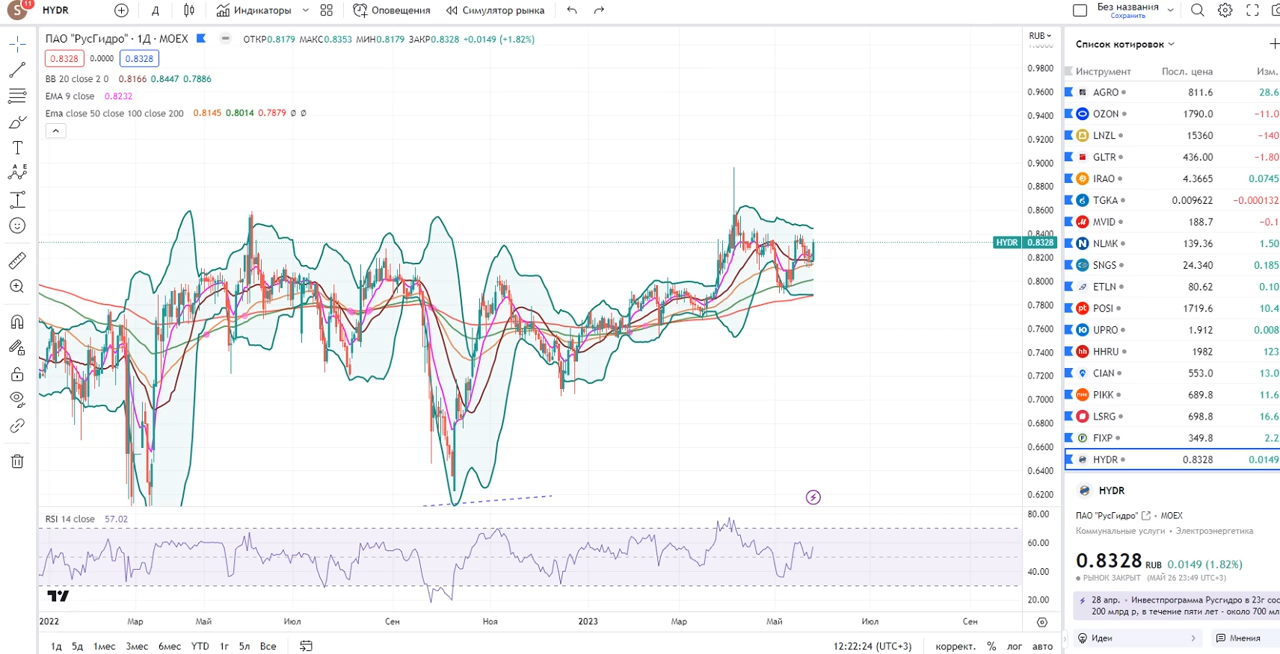 S 11 HYDR Д Индикаторы Оповещения Симулятор рынка Без названия
Сохранить
ПАО "РусГидро" · 1Д · MOEX ОТКР0.8179 МАКС0.8353 МИН0.8179 ЗАКР0.8328 +0.0149 (+1.82%)
0.8328 0.0000 0.8328
BB 20 close 2 0 0.8166 0.8447 0.7886
EMA 9 close 0.8232
Ema close 50 close 100 close 200 0.8145 0.8014 0.7879 ∅ ∅
RUB
1.0000
0.9800
0.9600
0.9400
0.9200
0.9000
0.8800
0.8600
0.8400
HYDR 0.8328
0.8200
0.8000
0.7800
0.7600
0.7400
0.7200
0.7000
0.6800
0.6600
0.6400
0.6200
RSI 14 close 57.02
80.00
60.00
40.00
20.00
2022 Мар Май Июл Сен Ноя 2023 Мар Май Июл Сен
1д 5д 1мес 3мес 6мес YTD 1г 5л Все 12:22:24 (UTC+3) коррект. % лог авто
Список котировок
Инструмент Посл. цена Изм.
AGRO 811.6 28.6
OZON 1790.0 −11.0
LNZL 15360 −140
GLTR 436.00 −1.80
IRAO 4.3665 0.0745
TGKA 0.009622 −0.000132
MVID 188.7 −0.1
NLMK 139.36 1.50
SNGS 24.340 0.185
ETLN 80.62 0.10
POSI 1719.6 10.4
UPRO 1.912 0.008
HHRU 1982 123
CIAN 553.0 13.0
PIKK 689.8 11.6
LSRG 698.8 16.6
FIXP 349.8 2.2
HYDR 0.8328 0.0149
HYDR
ПАО "РусГидро" • MOEX
Коммунальные услуги • Электроэнергетика
0.8328 RUB 0.0149 (1.82%)
РЫНОК ЗАКРЫТ (МАЙ 26 23:49 UTC+3)
28 апр. • Инвестпрограмма Русгидро в 23г сос
200 млрд р, в течение пяти лет - около 700 мл
Идеи Мнения